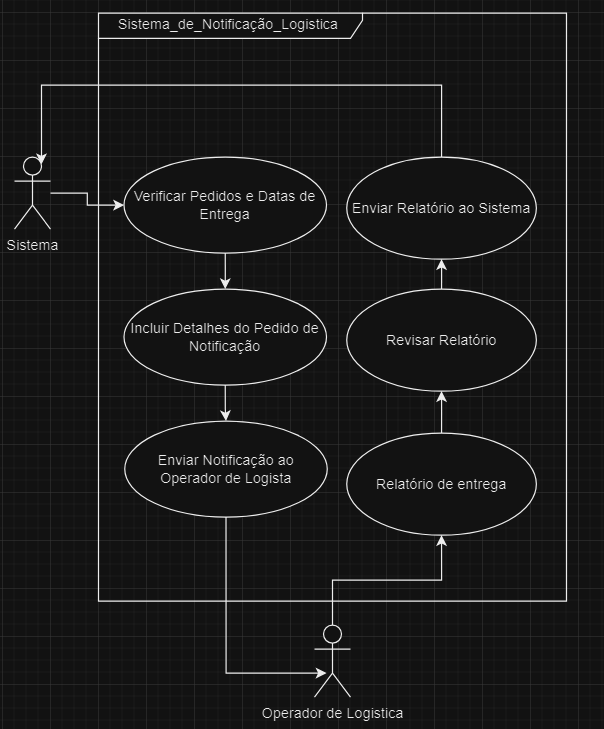 Sistema_de_Notificação_Logistica
Verificar Pedidos e Datas de
Entrega
Enviar Relatório ao Sistema
Sistema
Incluir Detalhes do Pedido de
Notificação
Revisar Relatório
Enviar Notificação ao
Operador de Logista
Relatório de entrega
Operador de Logistica